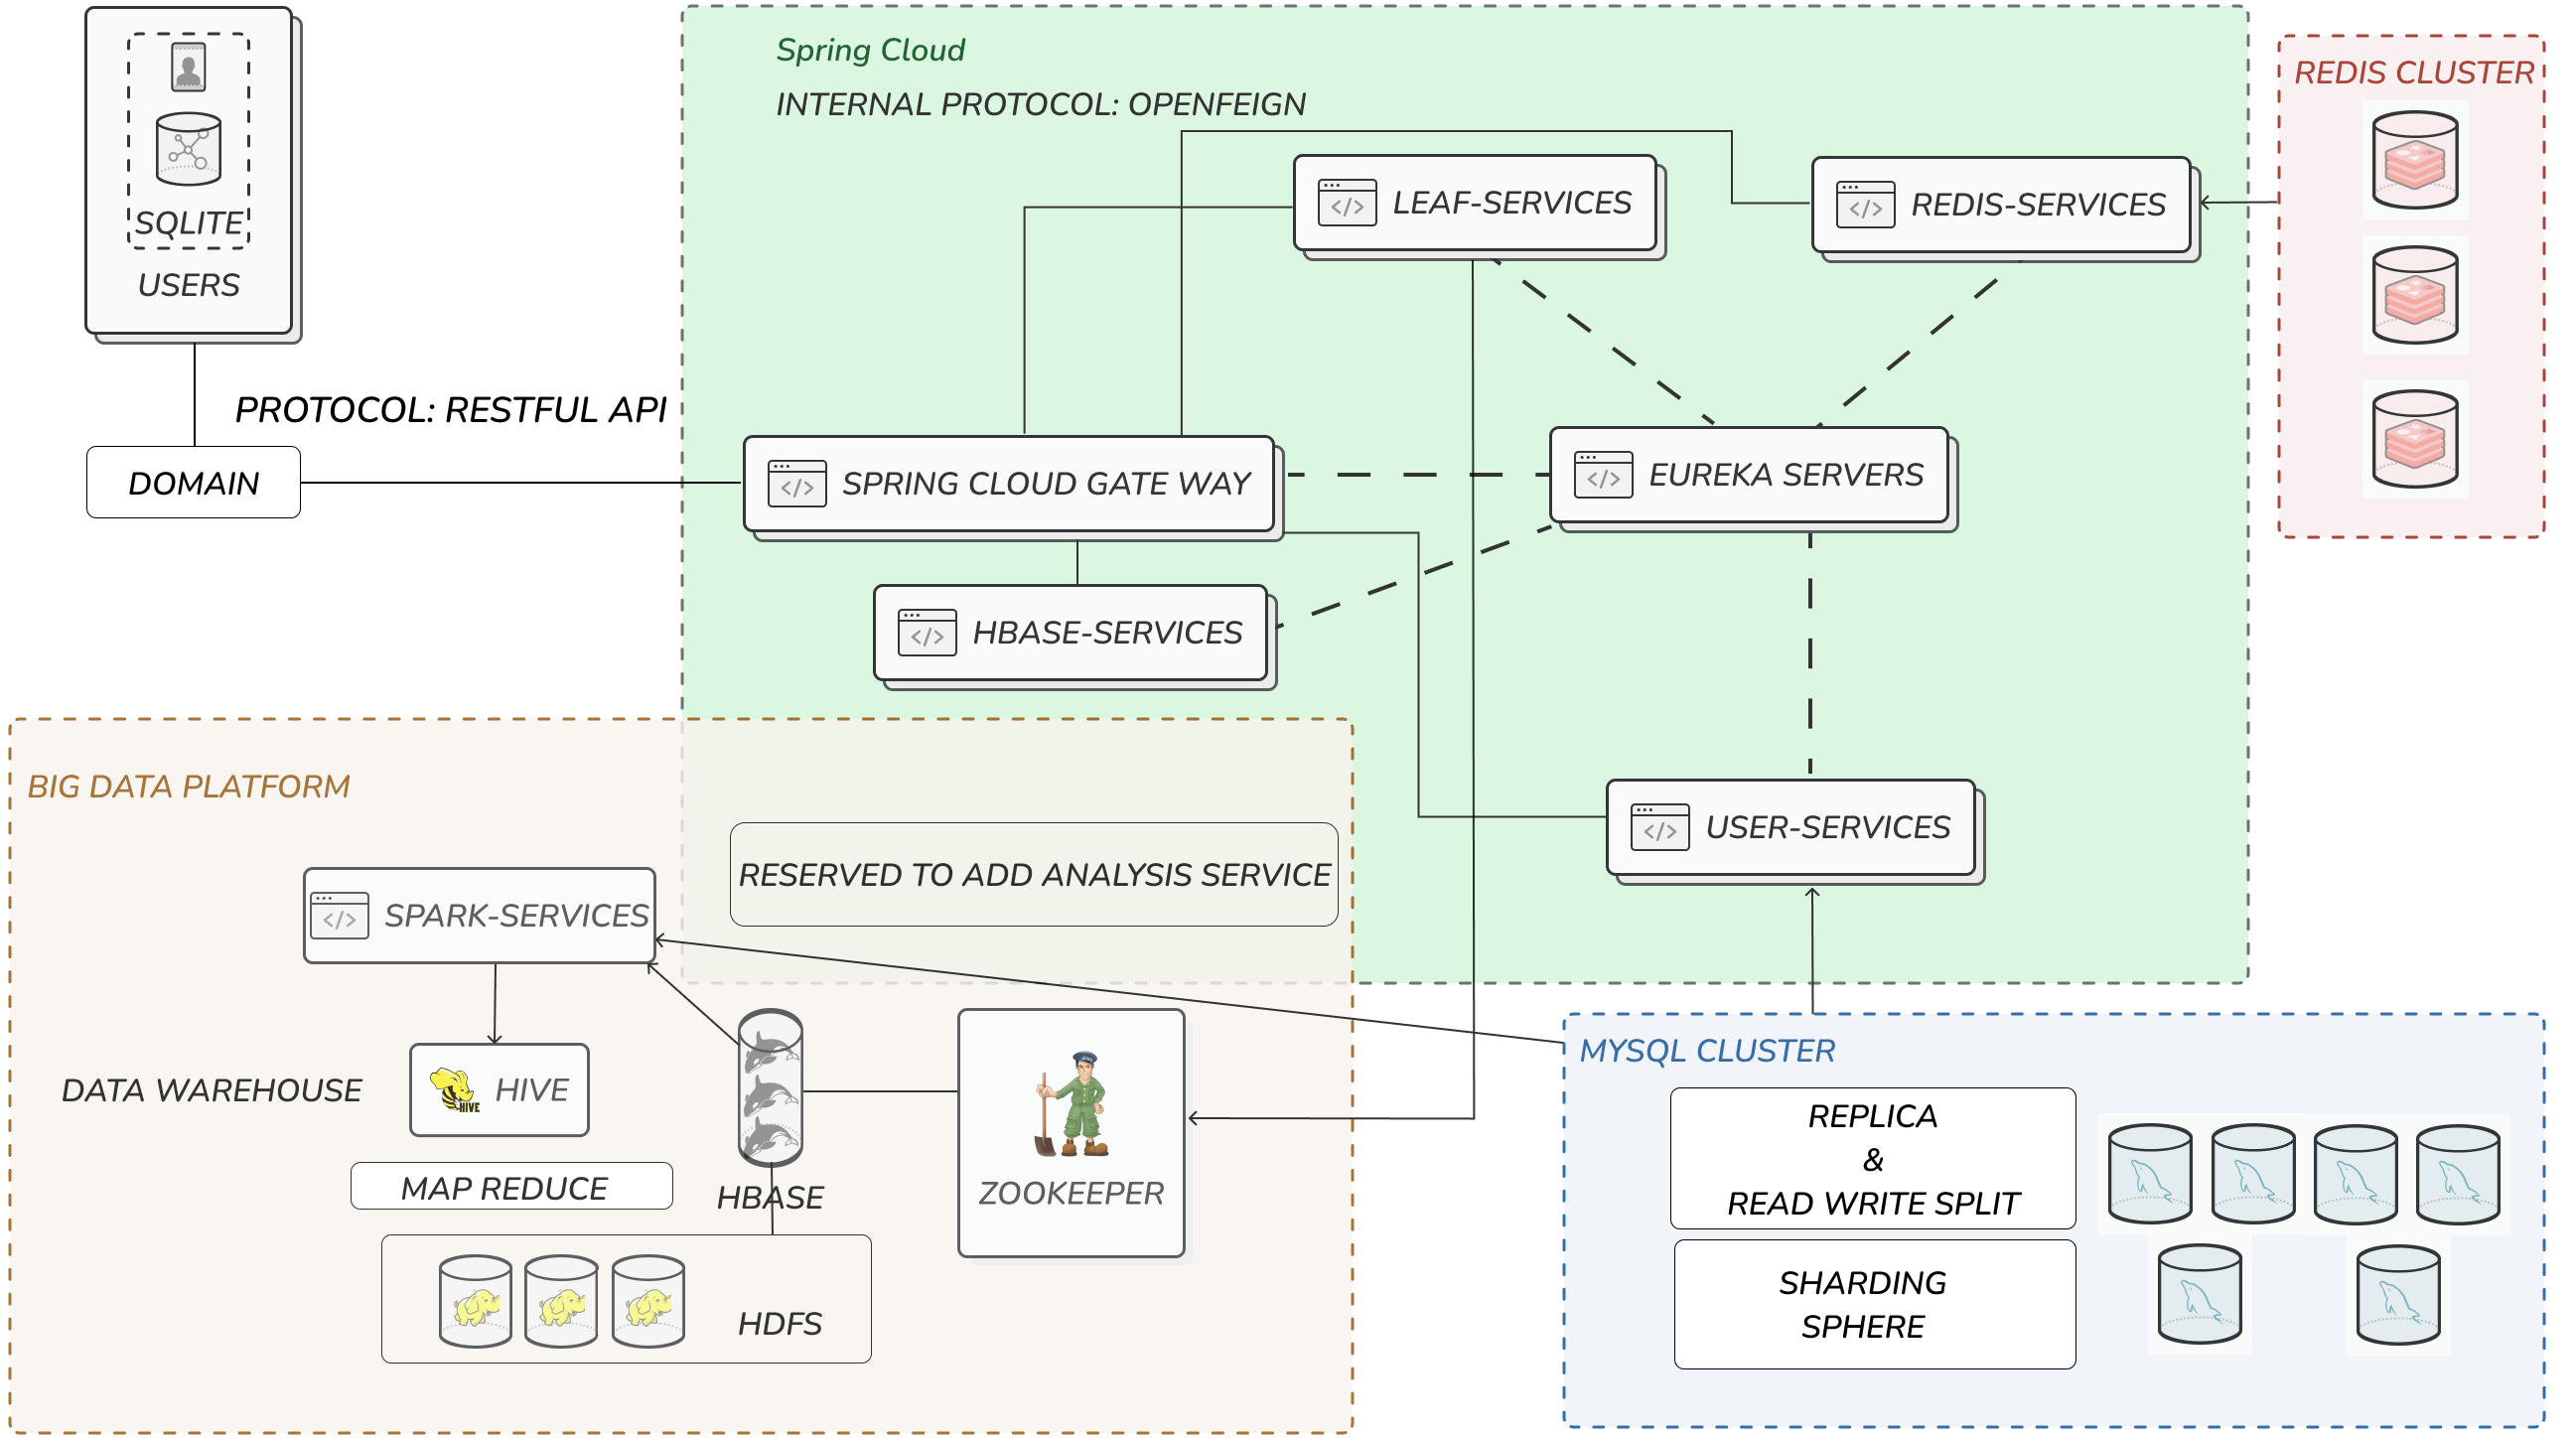 SQLITE
USERS
PROTOCOL: RESTFUL API
DOMAIN
Spring Cloud
INTERNAL PROTOCOL: OPENFEIGN
LEAF-SERVICES
REDIS-SERVICES
SPRING CLOUD GATE WAY
EUREKA SERVERS
HBASE-SERVICES
USER-SERVICES
REDIS CLUSTER
BIG DATA PLATFORM
RESERVED TO ADD ANALYSIS SERVICE
SPARK-SERVICES
DATA WAREHOUSE
HIVE
HIVE
MAP REDUCE
HBASE
ZOOKEEPER
HDFS
MYSQL CLUSTER
REPLICA
&
READ WRITE SPLIT
SHARDING
SPHERE